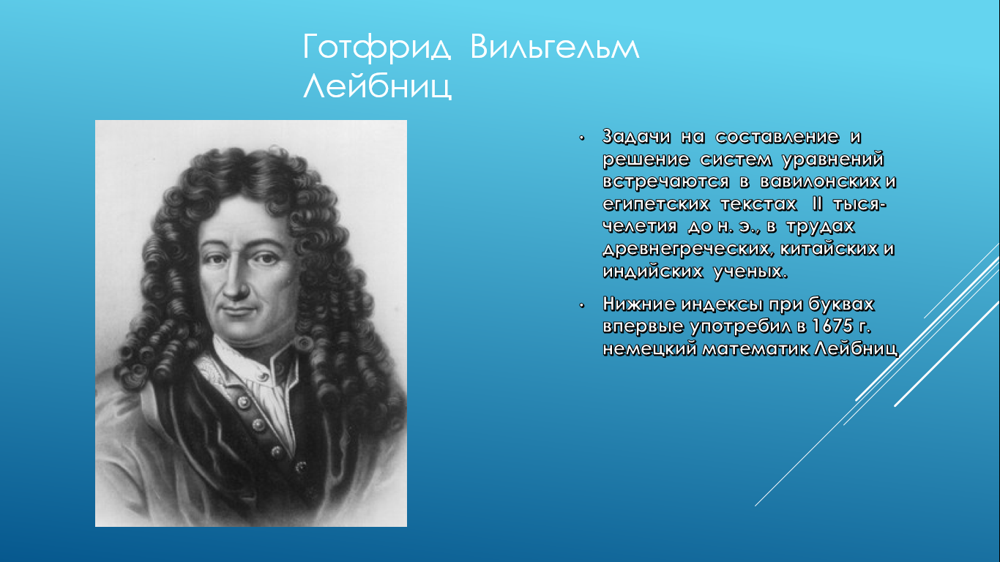 Готфрид Вильгельм
Лейбниц
• Задачи на составление и
решение систем уравнений
встречаются в вавилонских и
египетских текстах II тыся-
челетия до н. э., в трудах
древнегреческих, китайских и
индийских ученых.
• Нижние индексы при буквах
впервые употребил в 1675 г.
немецкий математик Лейбниц